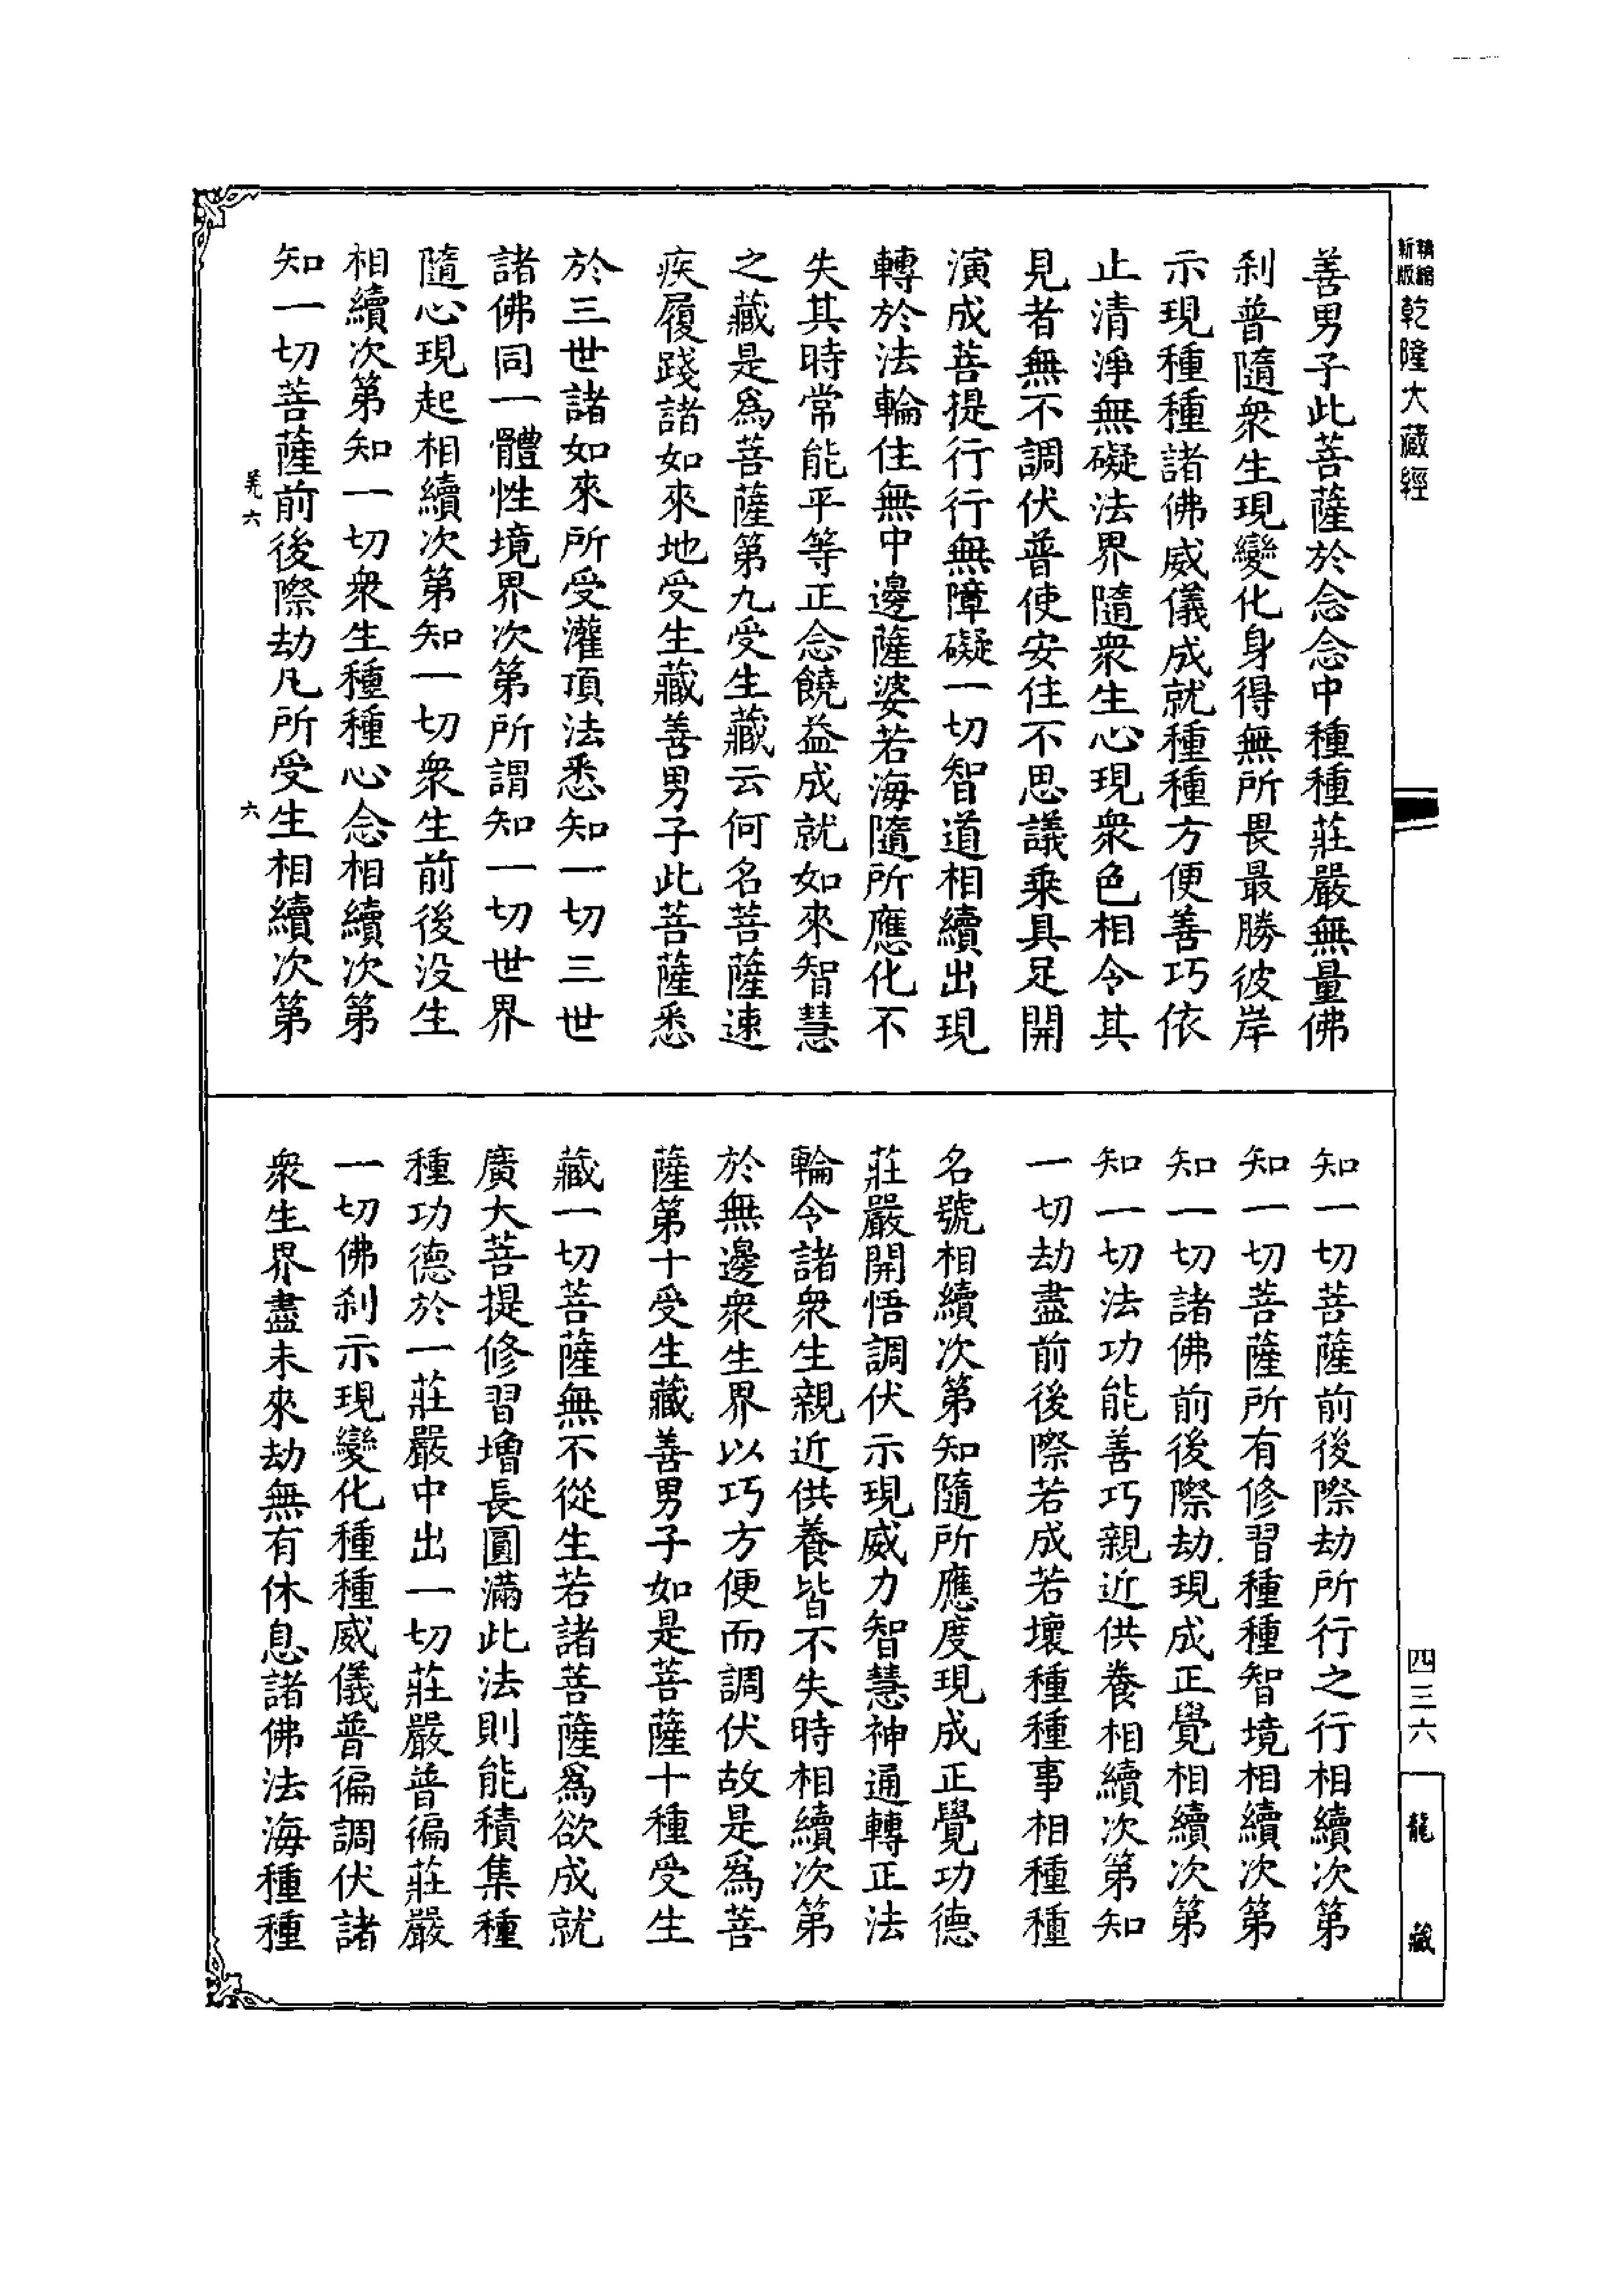 精縮新版乾隆大藏經
善男子此菩薩於念念中種種莊嚴無量佛
刹普隨衆生現變化身得無所畏最勝彼岸
示現種種諸佛威儀成就種種方便善巧依
止清淨無礙法界隨衆生心現衆色相令其
見者無不調伏普使安住不思議乘具足開
演成菩提行行無障礙一切智道相續出現
轉於法輪住無中邊薩婆若海隨所應化不
失其時常能平等正念饒益成就如來智慧
之藏是爲菩薩第九受生藏云何名菩薩速
疾履踐諸如來地受生藏善男子此菩薩悉
於三世諸如來所受灌頂法悉知一切三世
諸佛同一體性境界次第所謂知一切世界
隨心現起相續次第知一切衆生前後没生
相續次第知一切衆生種種心念相續次第
知一切菩薩前後際劫凡所受生相續次第
羌六
六
知一切菩薩前後際劫所行之行相續次第
知一切菩薩所有修習種種智境相續次第
知一切諸佛前後際劫現成正覺相續次第
知一切法功能善巧親近供養相續次第知
一切劫盡前後際若成若壞種種事相種種
名號相續次第知隨所應度現成正覺功德
莊嚴開悟調伏示現威力智慧神通轉正法
輪令諸衆生親近供養皆不失時相續次第
於無邊衆生界以巧方便而調伏故是爲菩
薩第十受生藏善男子如是菩薩十種受生
藏一切菩薩無不從生若諸菩薩爲欲成就
廣大菩提修習增長圓滿此法則能積集種
種功德於一莊嚴中出一切莊嚴普徧莊嚴
一切佛刹示現變化種種威儀普徧調伏諸
衆生界盡未來劫無有休息諸佛法海種種
四三六
龍藏